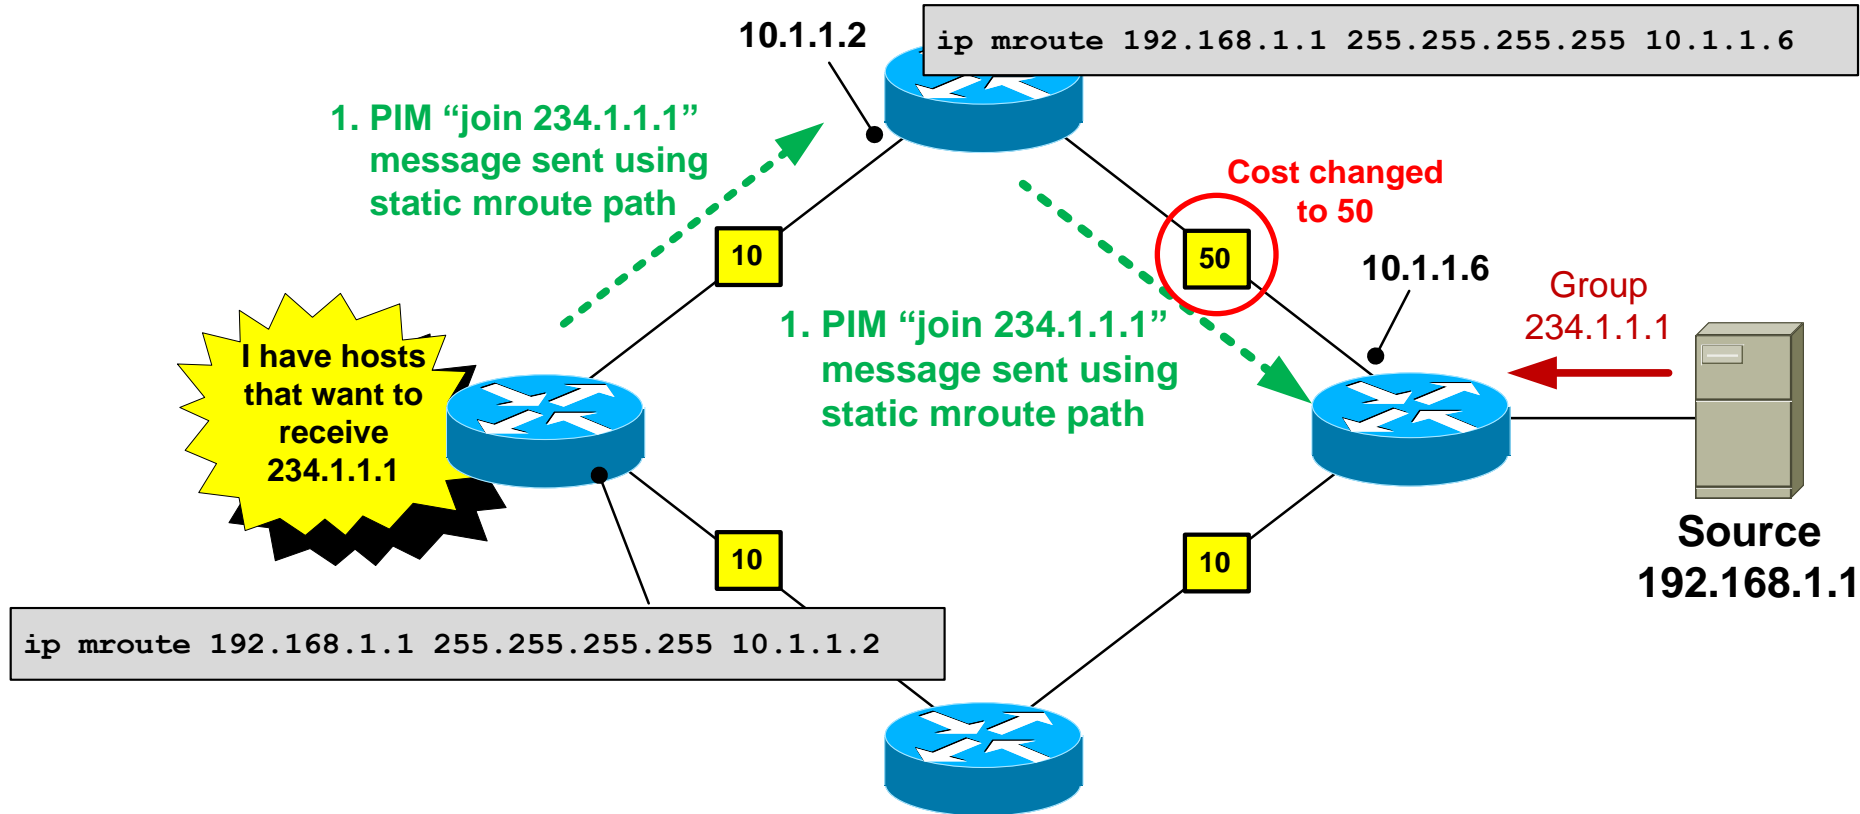 10.1.1.2
ip mroute 192.168.1.1 255.255.255.255 10.1.1.6
1. PIM “join 234.1.1.1”
message sent using
static mroute path
Cost changed
to 50
10
50
10.1.1.6
Group
234.1.1.1
1. PIM “join 234.1.1.1”
message sent using
static mroute path
I have hosts
that want to
receive
234.1.1.1
Source
192.168.1.1
10
10
ip mroute 192.168.1.1 255.255.255.255 10.1.1.2